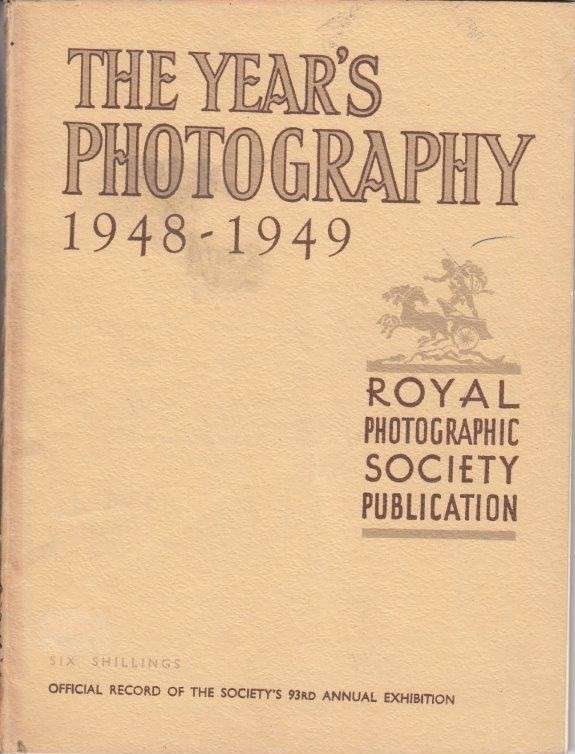 THE YEAR'S
PHOTOGRAPHY
1948-1949
ROYAL
PHOTOGRAPHIC
SOCIETY
PUBLICATION
SIX SHILLINGS
OFFICIAL RECORD OF THE SOCIETY'S 93RD ANNUAL EXHIBITION